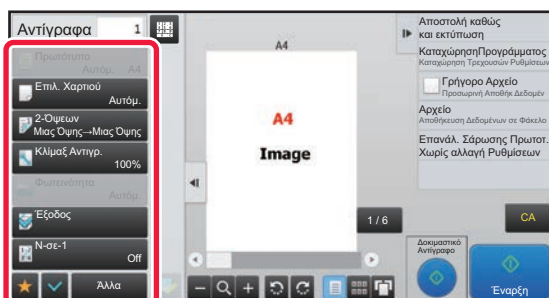 Αντίγραφα 1
Πρωτότυπα
Αυτόμ. A4
Επιλ. Χαρτιού
Αυτόμ.
2-Όψεων
Μιας Όψης→Μιας Όψης
Κλίμαξ Αντιγρ.
100%
Φωτεινότητα
Αυτόμ.
Έξοδος
N-σε-1
Off
Άλλα
A4
A4
Image
1 / 6
Αποστολή καθώς
και εκτύπωση
ΚαταχώρησηΠρογράμματος
Καταχώρηση Τρεχουσών Ρυθμίσεων
Γρήγορο Αρχείο
Προσωρινή Αποθήκ Δεδομέν
Αρχείο
Αποθήκευση Δεδομένων σε Φάκελο
Επανάλ. Σάρωσης Πρωτοτ.
Χωρίς αλλαγή Ρυθμίσεων
CA
Δοκιμαστικό
Αντίγραφο
Έναρξη